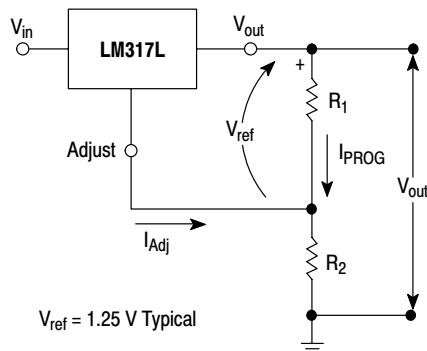 Vin
LM317L
Vout
+
R1
Vref
Adjust
IPROG
Vout
IAdj
R2
Vref = 1.25 V Typical